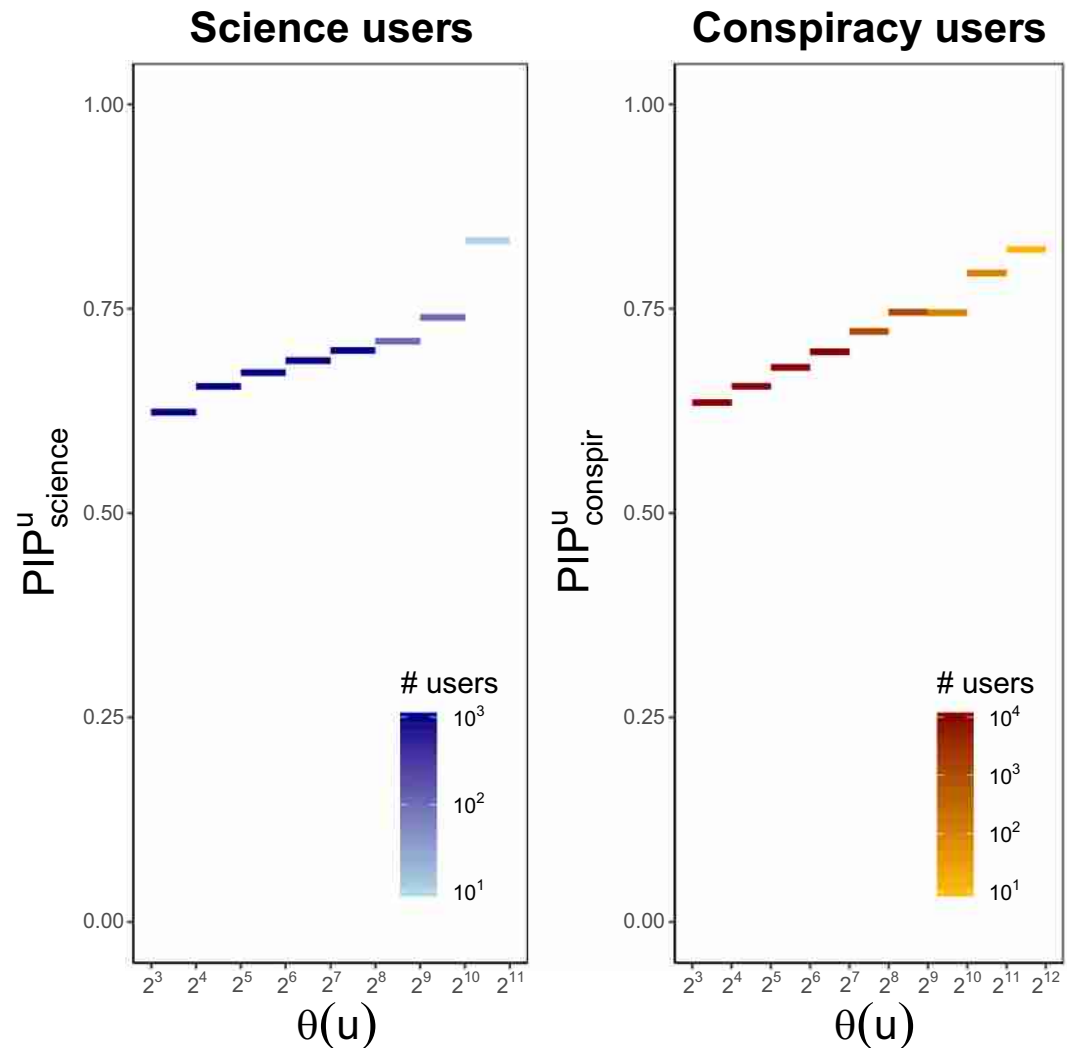 Science users
1.00
0.75
0.50
0.25
0.00
PIP^u_science
# users
10^3
10^2
10^1
2^3 2^4 2^5 2^6 2^7 2^8 2^9 2^10 2^11
θ(u)
Conspiracy users
1.00
0.75
0.50
0.25
0.00
PIP^u_conspir
# users
10^4
10^3
10^2
10^1
2^3 2^4 2^5 2^6 2^7 2^8 2^9 2^10 2^11 2^12
θ(u)